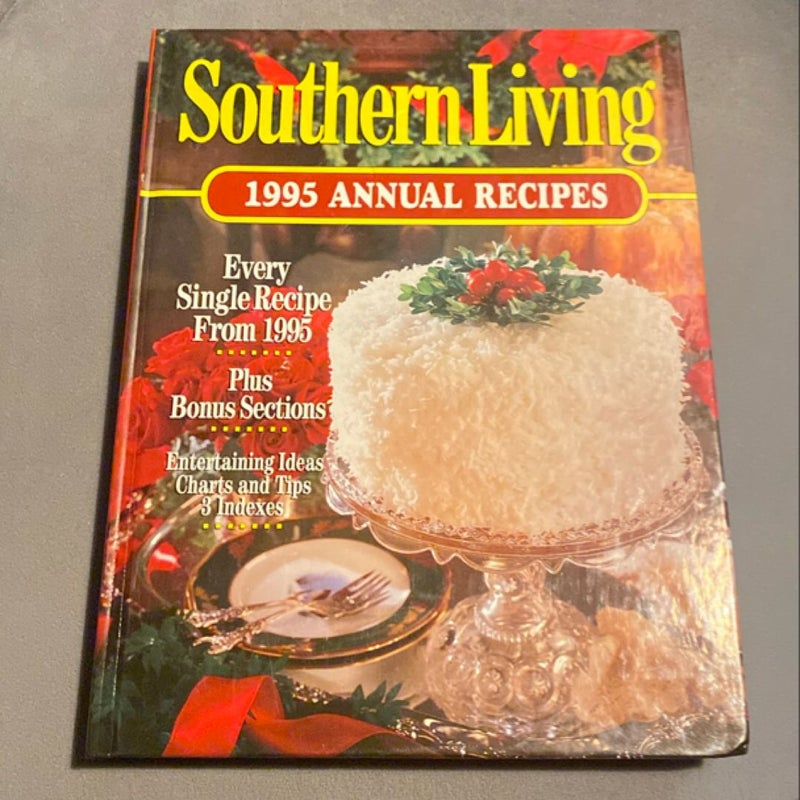 Southern Living
1995 ANNUAL RECIPES
Every
Single Recipe
From 1995
Plus
Bonus Sections
Entertaining Ideas
Charts and Tips
3 Indexes